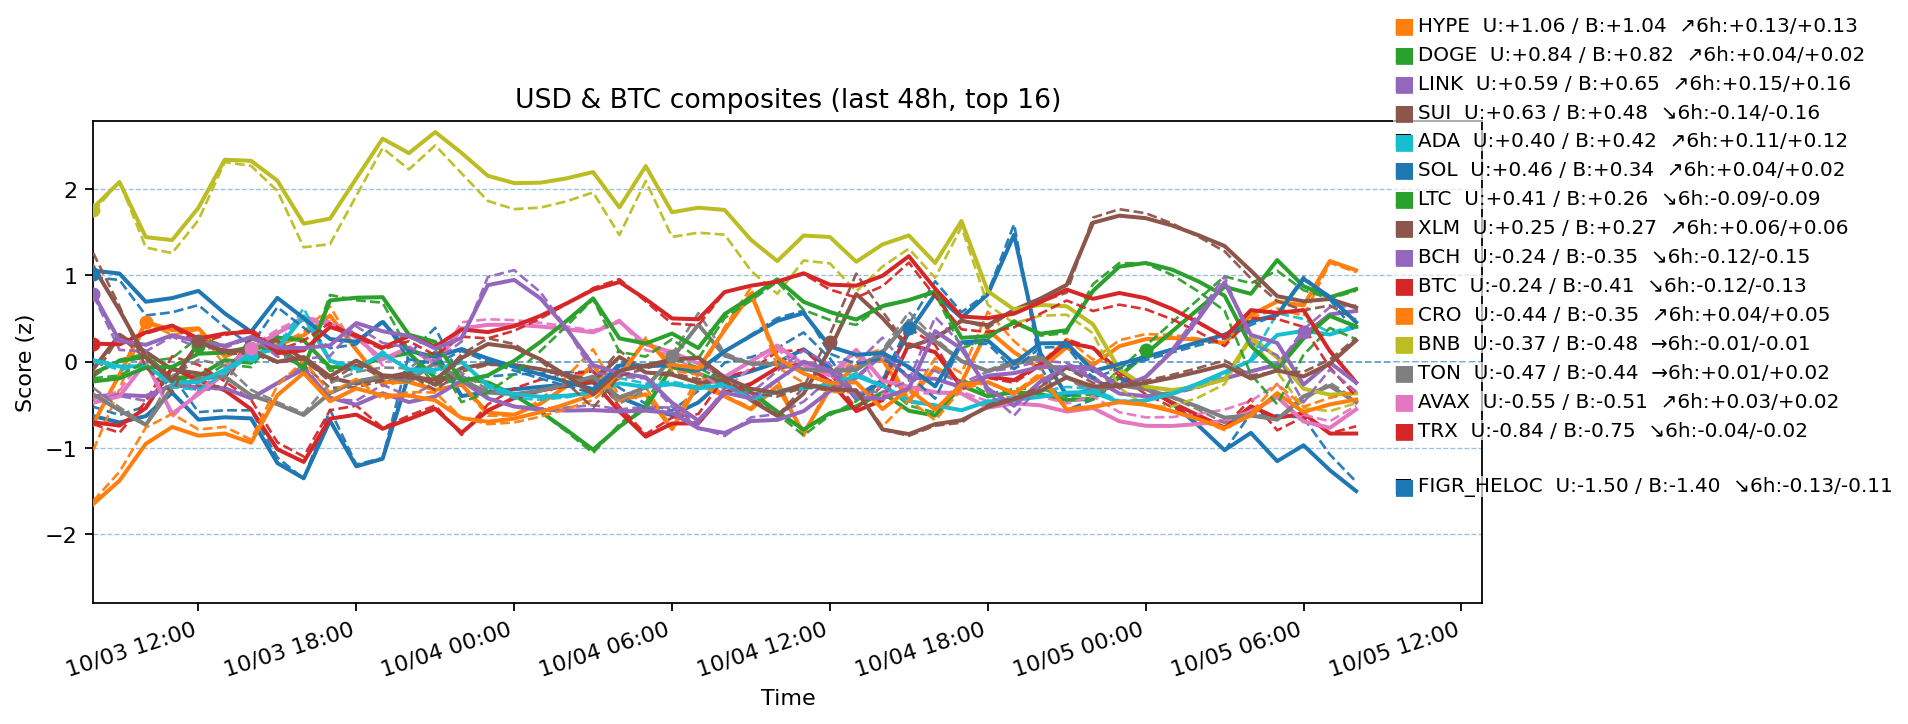 HYPE  U:+1.06 / B:+1.04  ↗6h:+0.13/+0.13
DOGE  U:+0.84 / B:+0.82  ↗6h:+0.04/+0.02
LINK  U:+0.59 / B:+0.65  ↗6h:+0.15/+0.16
SUI  U:+0.63 / B:+0.48  ↘6h:-0.14/-0.16
ADA  U:+0.40 / B:+0.42  ↗6h:+0.11/+0.12
SOL  U:+0.46 / B:+0.34  ↗6h:+0.04/+0.02
LTC  U:+0.41 / B:+0.26  ↘6h:-0.09/-0.09
XLM  U:+0.25 / B:+0.27  ↗6h:+0.06/+0.06
BCH  U:-0.24 / B:-0.35  ↘6h:-0.12/-0.15
BTC  U:-0.24 / B:-0.41  ↘6h:-0.12/-0.13
CRO  U:-0.44 / B:-0.35  ↗6h:+0.04/+0.05
BNB  U:-0.37 / B:-0.48  →6h:-0.01/-0.01
TON  U:-0.47 / B:-0.44  →6h:+0.01/+0.02
AVAX  U:-0.55 / B:-0.51  ↗6h:+0.03/+0.02
TRX  U:-0.84 / B:-0.75  ↘6h:-0.04/-0.02
FIGR_HELOC  U:-1.50 / B:-1.40  ↘6h:-0.13/-0.11
USD & BTC composites (last 48h, top 16)
Score (z)
2
1
0
−1
−2
10/03 12:00
10/03 18:00
10/04 00:00
10/04 06:00
10/04 12:00
10/04 18:00
10/05 00:00
10/05 06:00
10/05 12:00
Time